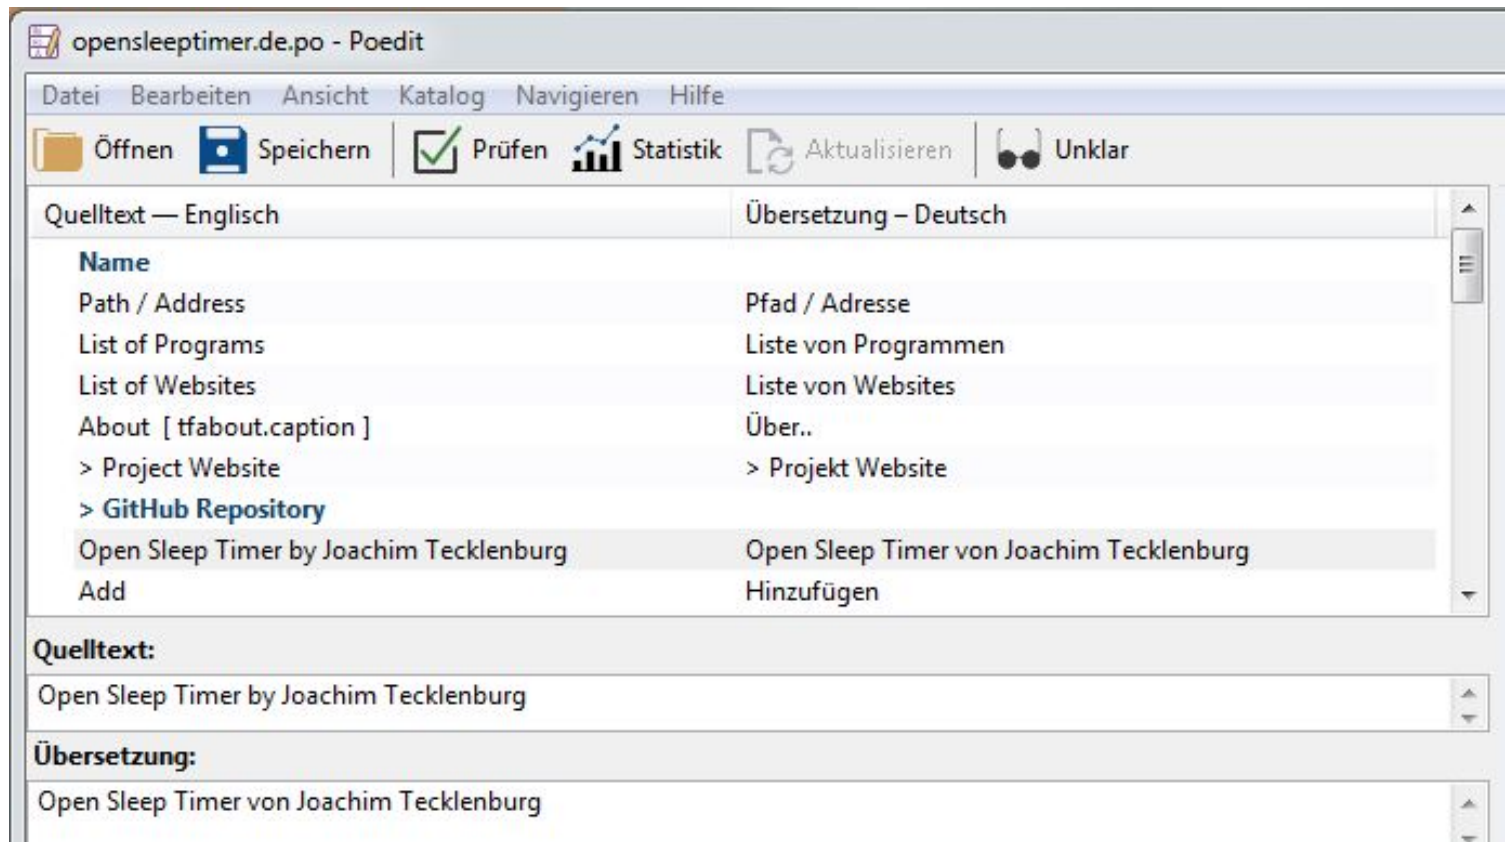 opensleeptimer.de.po - Poedit
Datei Bearbeiten Ansicht Katalog Navigieren Hilfe
Öffnen Speichern Prüfen Statistik Aktualisieren Unklar
Quelltext — Englisch Übersetzung – Deutsch
Name
Path / Address Pfad / Adresse
List of Programs Liste von Programmen
List of Websites Liste von Websites
About [ tfabout.caption ] Über..
> Project Website > Projekt Website
> GitHub Repository
Open Sleep Timer by Joachim Tecklenburg Open Sleep Timer von Joachim Tecklenburg
Add Hinzufügen
Quelltext:
Open Sleep Timer by Joachim Tecklenburg
Übersetzung:
Open Sleep Timer von Joachim Tecklenburg